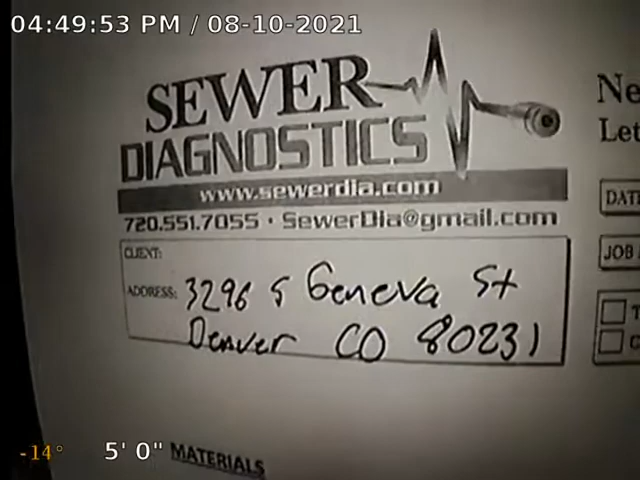 04:49:53 PM / 08-10-2021
SEWER
DIAGNOSTICS
www.sewerdia.com
720.551.7055 · SewerDia@gmail.com
CLIENT:
ADDRESS: 3296 S Geneva St
Denver CO 80231
Ne
Let
DATE
JOB
-14° 5' 0"
MATERIALS